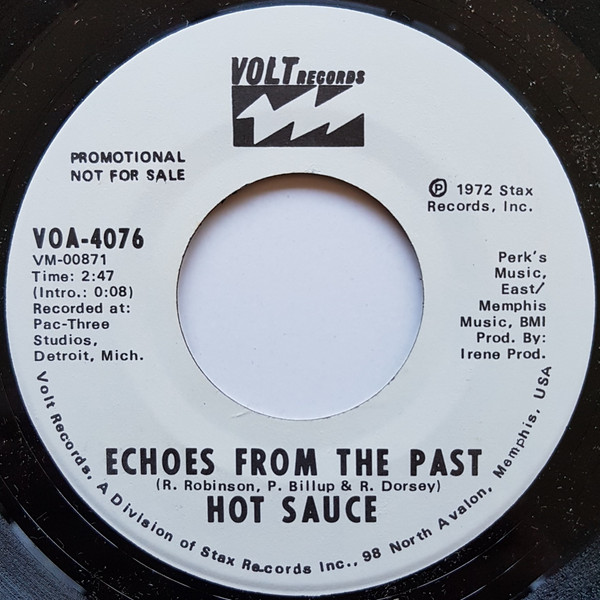 VOLT RECORDS
PROMOTIONAL
NOT FOR SALE
℗ 1972 Stax
Records, Inc.
VOA-4076
VM-00871
Time: 2:47
(Intro.: 0:08)
Recorded at:
Pac-Three
Studios,
Detroit, Mich.
Perk's
Music,
East/
Memphis
Music, BMI
Prod. By:
Irene Prod.
ECHOES FROM THE PAST
(R. Robinson, P. Billup & R. Dorsey)
HOT SAUCE
Volt Records, A Division of Stax Records Inc., 98 North Avalon, Memphis, USA